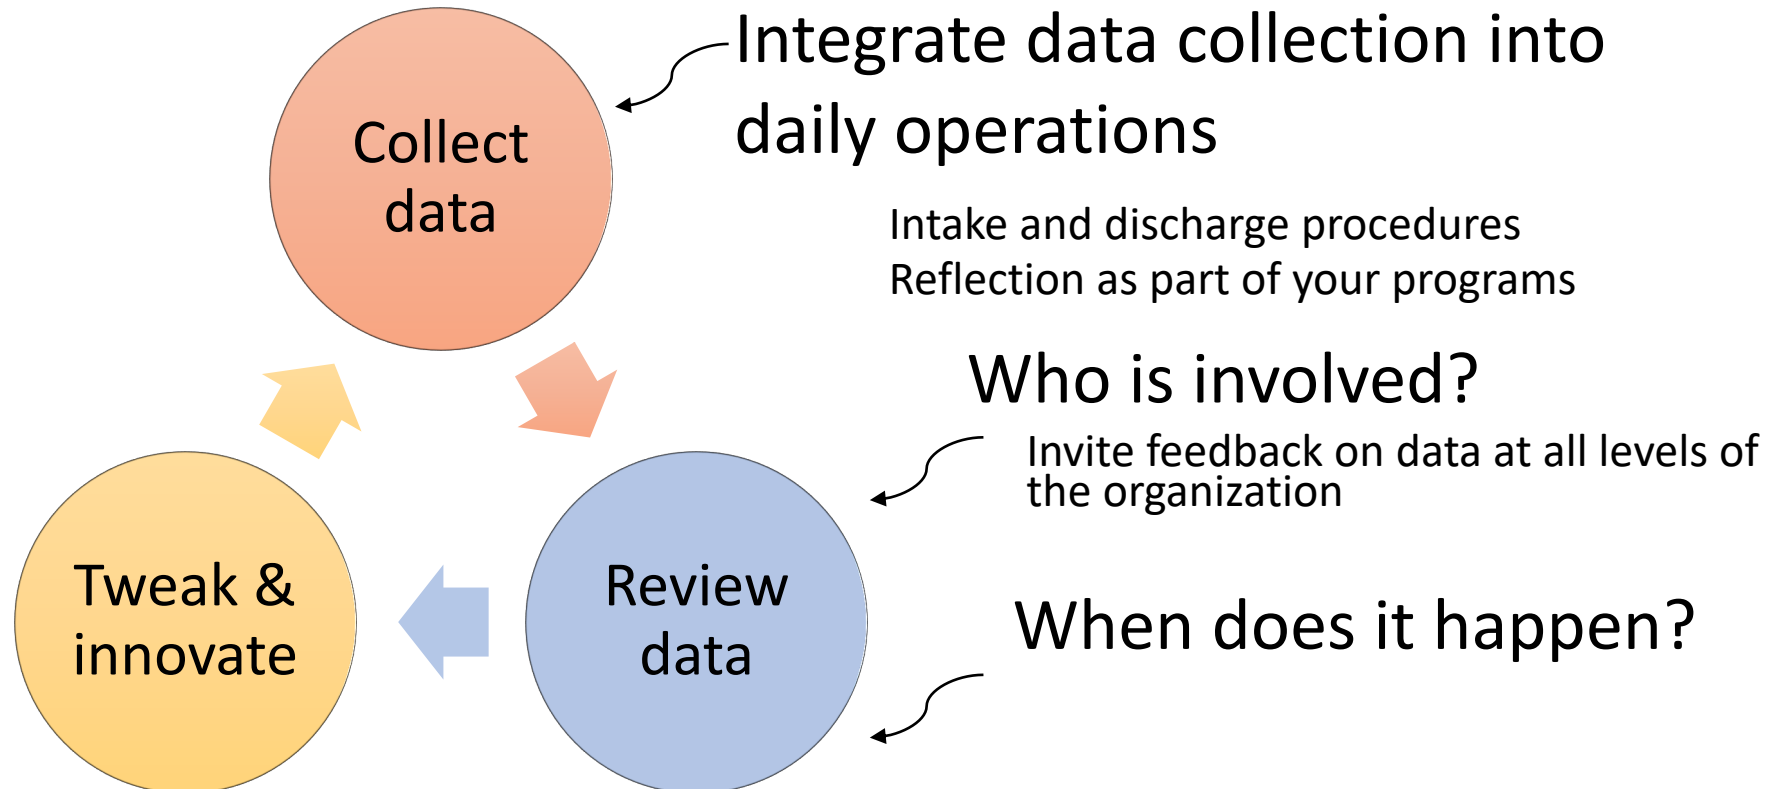 Collect
data
Integrate data collection into
daily operations
Intake and discharge procedures
Reflection as part of your programs
Who is involved?
Invite feedback on data at all levels of
the organization
Tweak &
innovate
Review
data
When does it happen?